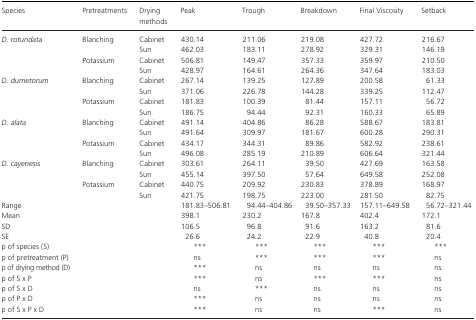 Species Pretreatments Drying methods Peak Trough Breakdown Final Viscosity Setback
D. rotundata Blanching Cabinet 430.14 211.06 219.08 427.72 216.67
Sun 462.03 183.11 278.92 329.31 146.19
Potassium Cabinet 506.81 149.47 357.33 359.97 210.50
Sun 428.97 164.61 264.36 347.64 183.03
D. dumetorum Blanching Cabinet 267.14 139.25 127.89 200.58 61.33
Sun 371.06 226.78 144.28 339.25 112.47
Potassium Cabinet 181.83 100.39 81.44 157.11 56.72
Sun 186.75 94.44 92.31 160.33 65.89
D. alata Blanching Cabinet 491.14 404.86 86.28 588.67 183.81
Sun 491.64 309.97 181.67 600.28 290.31
Potassium Cabinet 434.17 344.31 89.86 582.92 238.61
Sun 496.08 285.19 210.89 606.64 321.44
D. cayenesis Blanching Cabinet 303.61 264.11 39.50 427.69 163.58
Sun 455.14 397.50 57.64 649.58 252.08
Potassium Cabinet 440.75 209.92 230.83 378.89 168.97
Sun 421.75 198.75 223.00 281.50 82.75
Range 181.83–506.81 94.44–404.86 39.50–357.33 157.11–649.58 56.72–321.44
Mean 398.1 230.2 167.8 402.4 172.1
SD 106.5 96.8 91.6 163.2 81.6
SE 26.6 24.2 22.9 40.8 20.4
p of species (S) *** *** *** *** ***
p of pretreatment (P) ns *** *** *** ns
p of drying method (D) *** ns ns ns ns
p of S x P *** ns *** *** ns
p of S x D ns *** ns ns ns
p of P x D *** ns ns ns ns
p of S x P x D *** ns ns *** ns